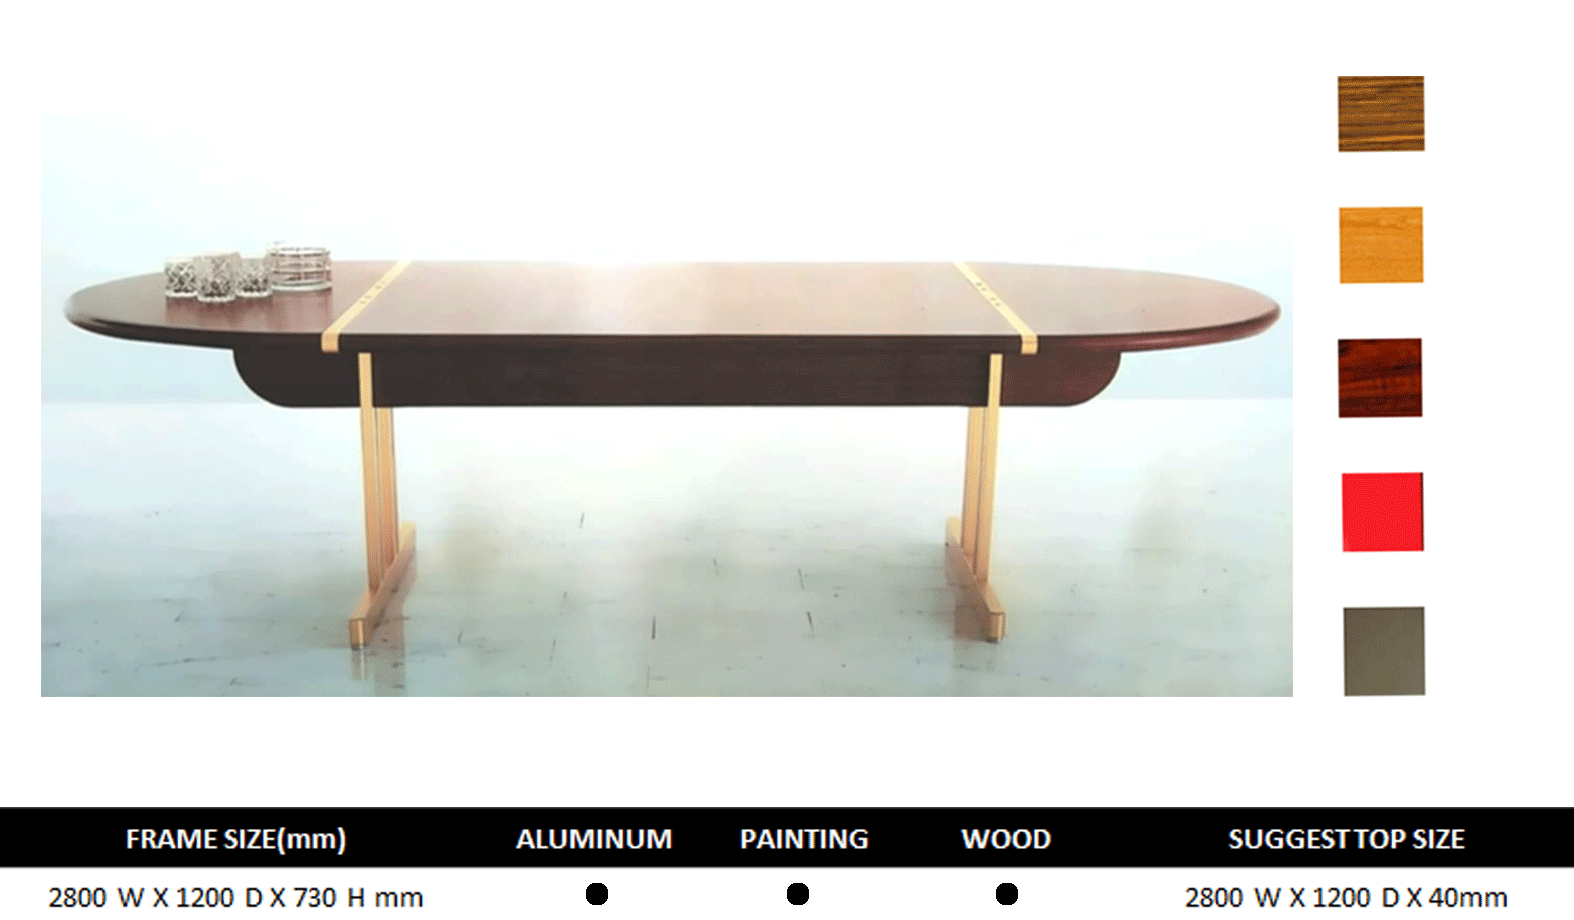 FRAME SIZE(mm) ALUMINUM PAINTING WOOD SUGGEST TOP SIZE
2800 W X 1200 D X 730 H mm ● ● ● 2800 W X 1200 D X 40mm